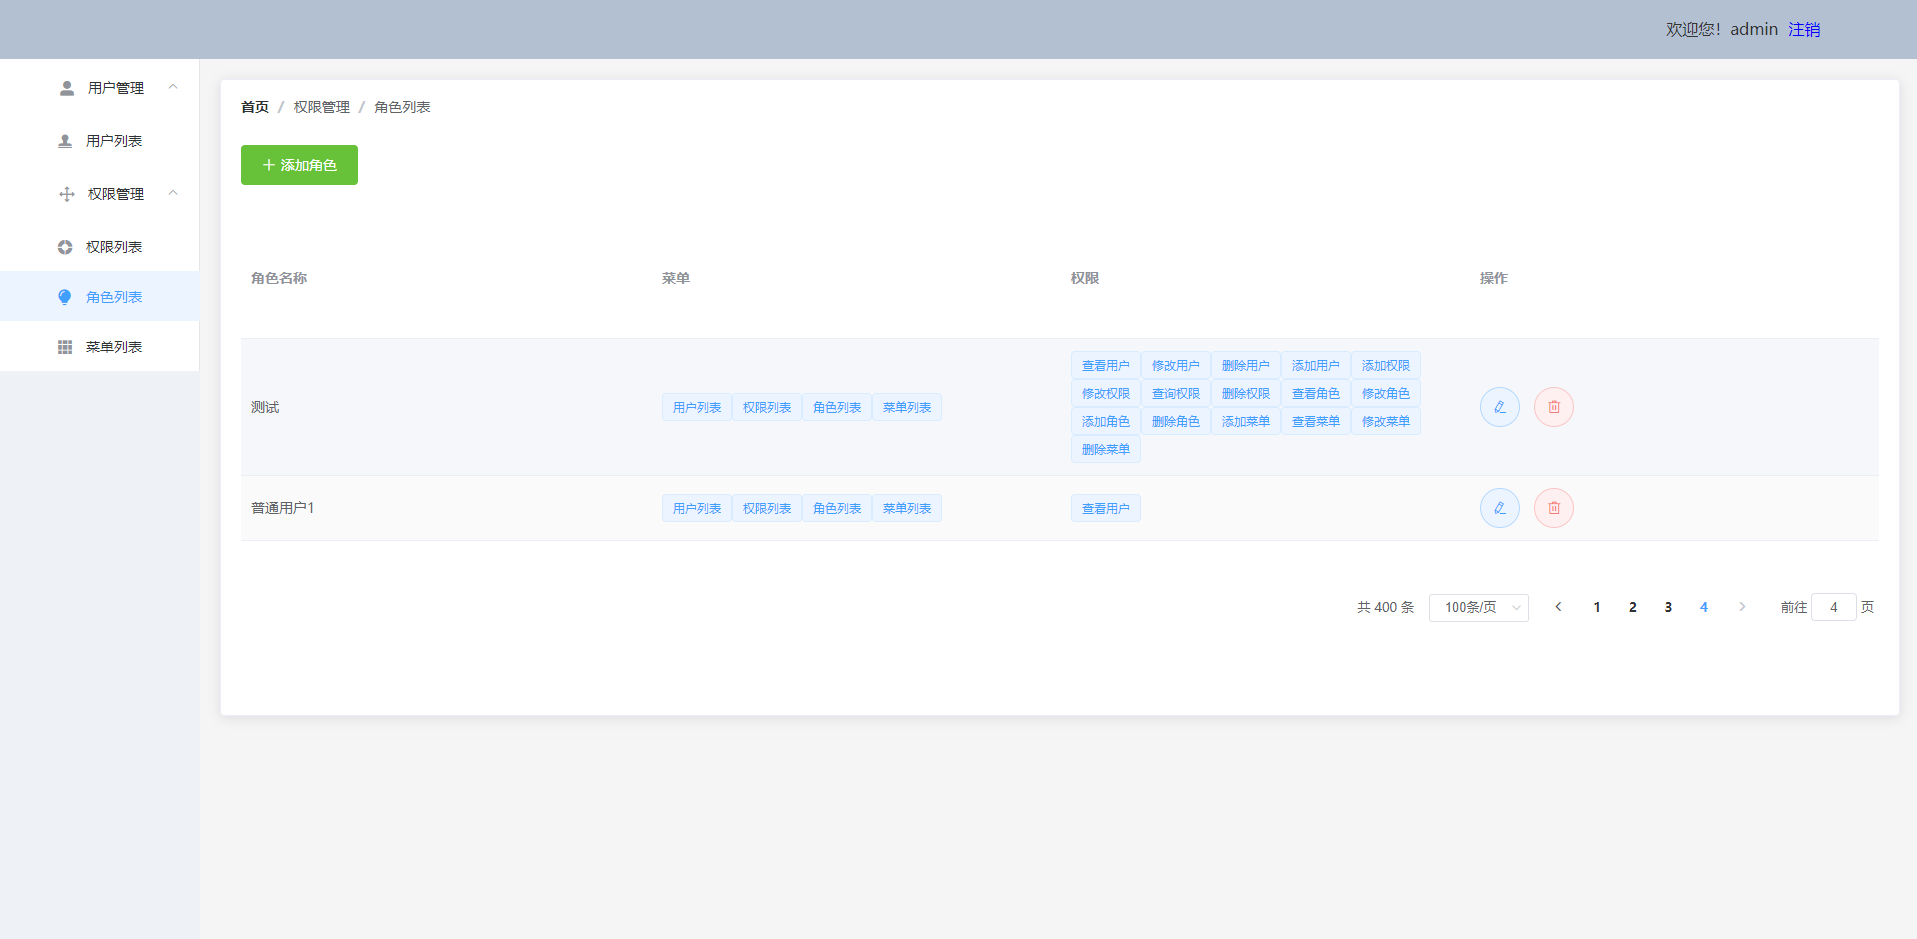 欢迎您！admin 注销
用户管理
用户列表
权限管理
权限列表
角色列表
菜单列表
首页 / 权限管理 / 角色列表
添加角色
角色名称 菜单 权限 操作
测试 用户列表 权限列表 角色列表 菜单列表
查看用户 修改用户 删除用户 添加用户 添加权限
修改权限 查询权限 删除权限 查看角色 修改角色
添加角色 删除角色 添加菜单 查看菜单 修改菜单
删除菜单
普通用户1 用户列表 权限列表 角色列表 菜单列表 查看用户
共 400 条 100条/页 1 2 3 4 前往 4 页